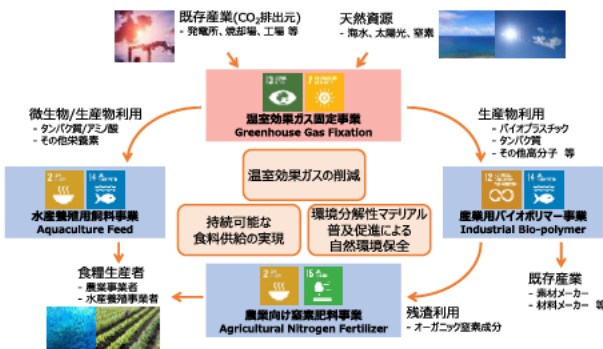 既存産業(CO₂排出元)
- 発電所、焼却場、工場 等
天然資源
- 海水、太陽光、窒素
13
7
温室効果ガス固定事業
Greenhouse Gas Fixation
微生物/生産物利用
- タンパク質/アミノ酸
- その他栄養素
生産物利用
- バイオプラスチック
- タンパク質
- その他高分子 等
温室効果ガスの削減
2
14
水産養殖用飼料事業
Aquaculture Feed
持続可能な
食料供給の実現
環境分解性マテリアル
普及促進による
自然環境保全
12
14
産業用バイオポリマー事業
Industrial Bio-polymer
食糧生産者
- 農業事業者
- 水産養殖事業者
2
15
農業向け窒素肥料事業
Agricultural Nitrogen Fertilizer
残渣利用
- オーガニック窒素成分
既存産業
- 素材メーカー
- 材料メーカー 等